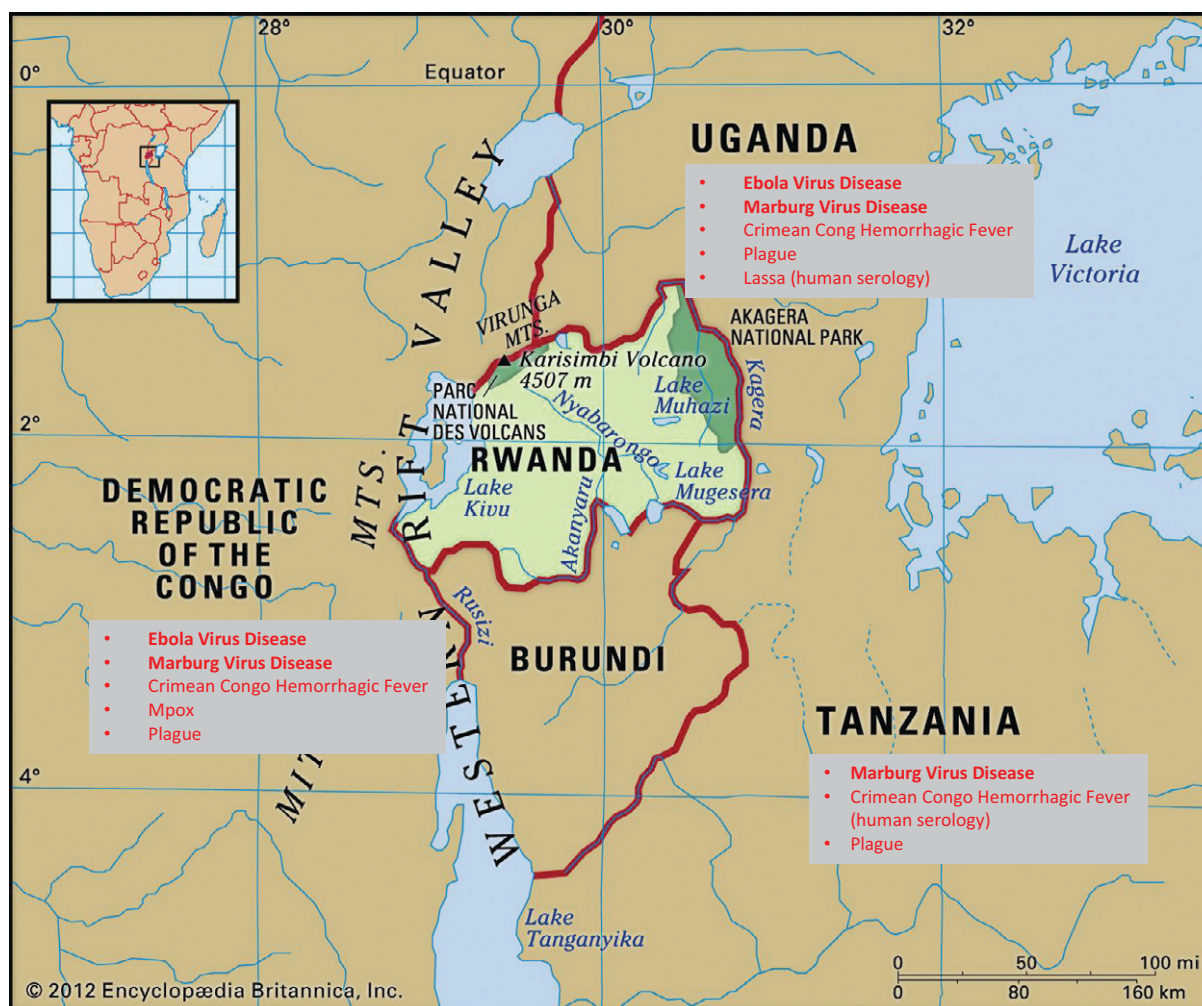 28°
30°
32°
0°
Equator
UGANDA
• Ebola Virus Disease
• Marburg Virus Disease
• Crimean Cong Hemorrhagic Fever
• Plague
• Lassa (human serology)
Lake
Victoria
VALLEY
VIRUNGA
MTS.
Karisimbi Volcano
4507 m
AKAGERA
NATIONAL PARK
PARC
NATIONAL
DES VOLCANS
Lake
Muhazi
Kagera
Nyabarongo
2°
RIFT
MTS.
RWANDA
Lake
Kivu
Lake
Mugesera
Akanyaru
DEMOCRATIC
REPUBLIC
OF THE
CONGO
Rusizi
• Ebola Virus Disease
• Marburg Virus Disease
• Crimean Congo Hemorrhagic Fever
• Mpox
• Plague
BURUNDI
WESTERN
TANZANIA
• Marburg Virus Disease
• Crimean Congo Hemorrhagic Fever
(human serology)
• Plague
4°
MIT
Lake
Tanganyika
0 50 100 mi
0 80 160 km
© 2012 Encyclopædia Britannica, Inc.